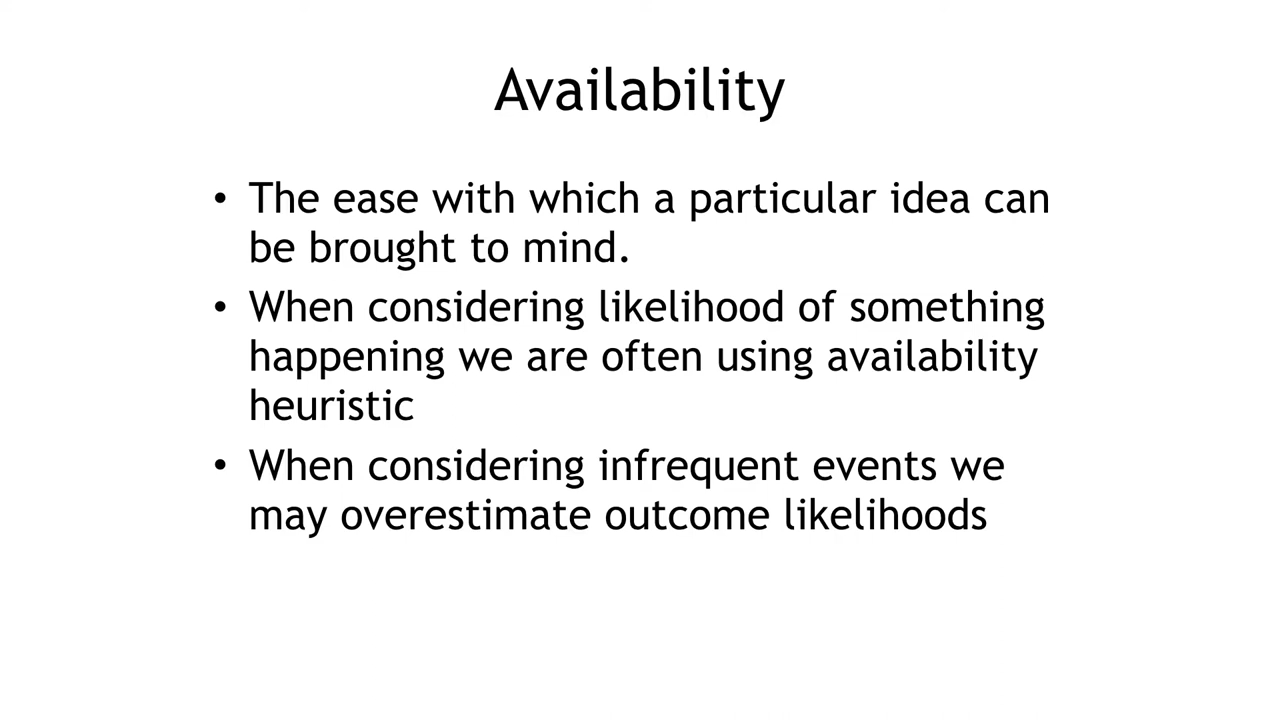 Availability
• The ease with which a particular idea can
be brought to mind.
• When considering likelihood of something
happening we are often using availability
heuristic
• When considering infrequent events we
may overestimate outcome likelihoods